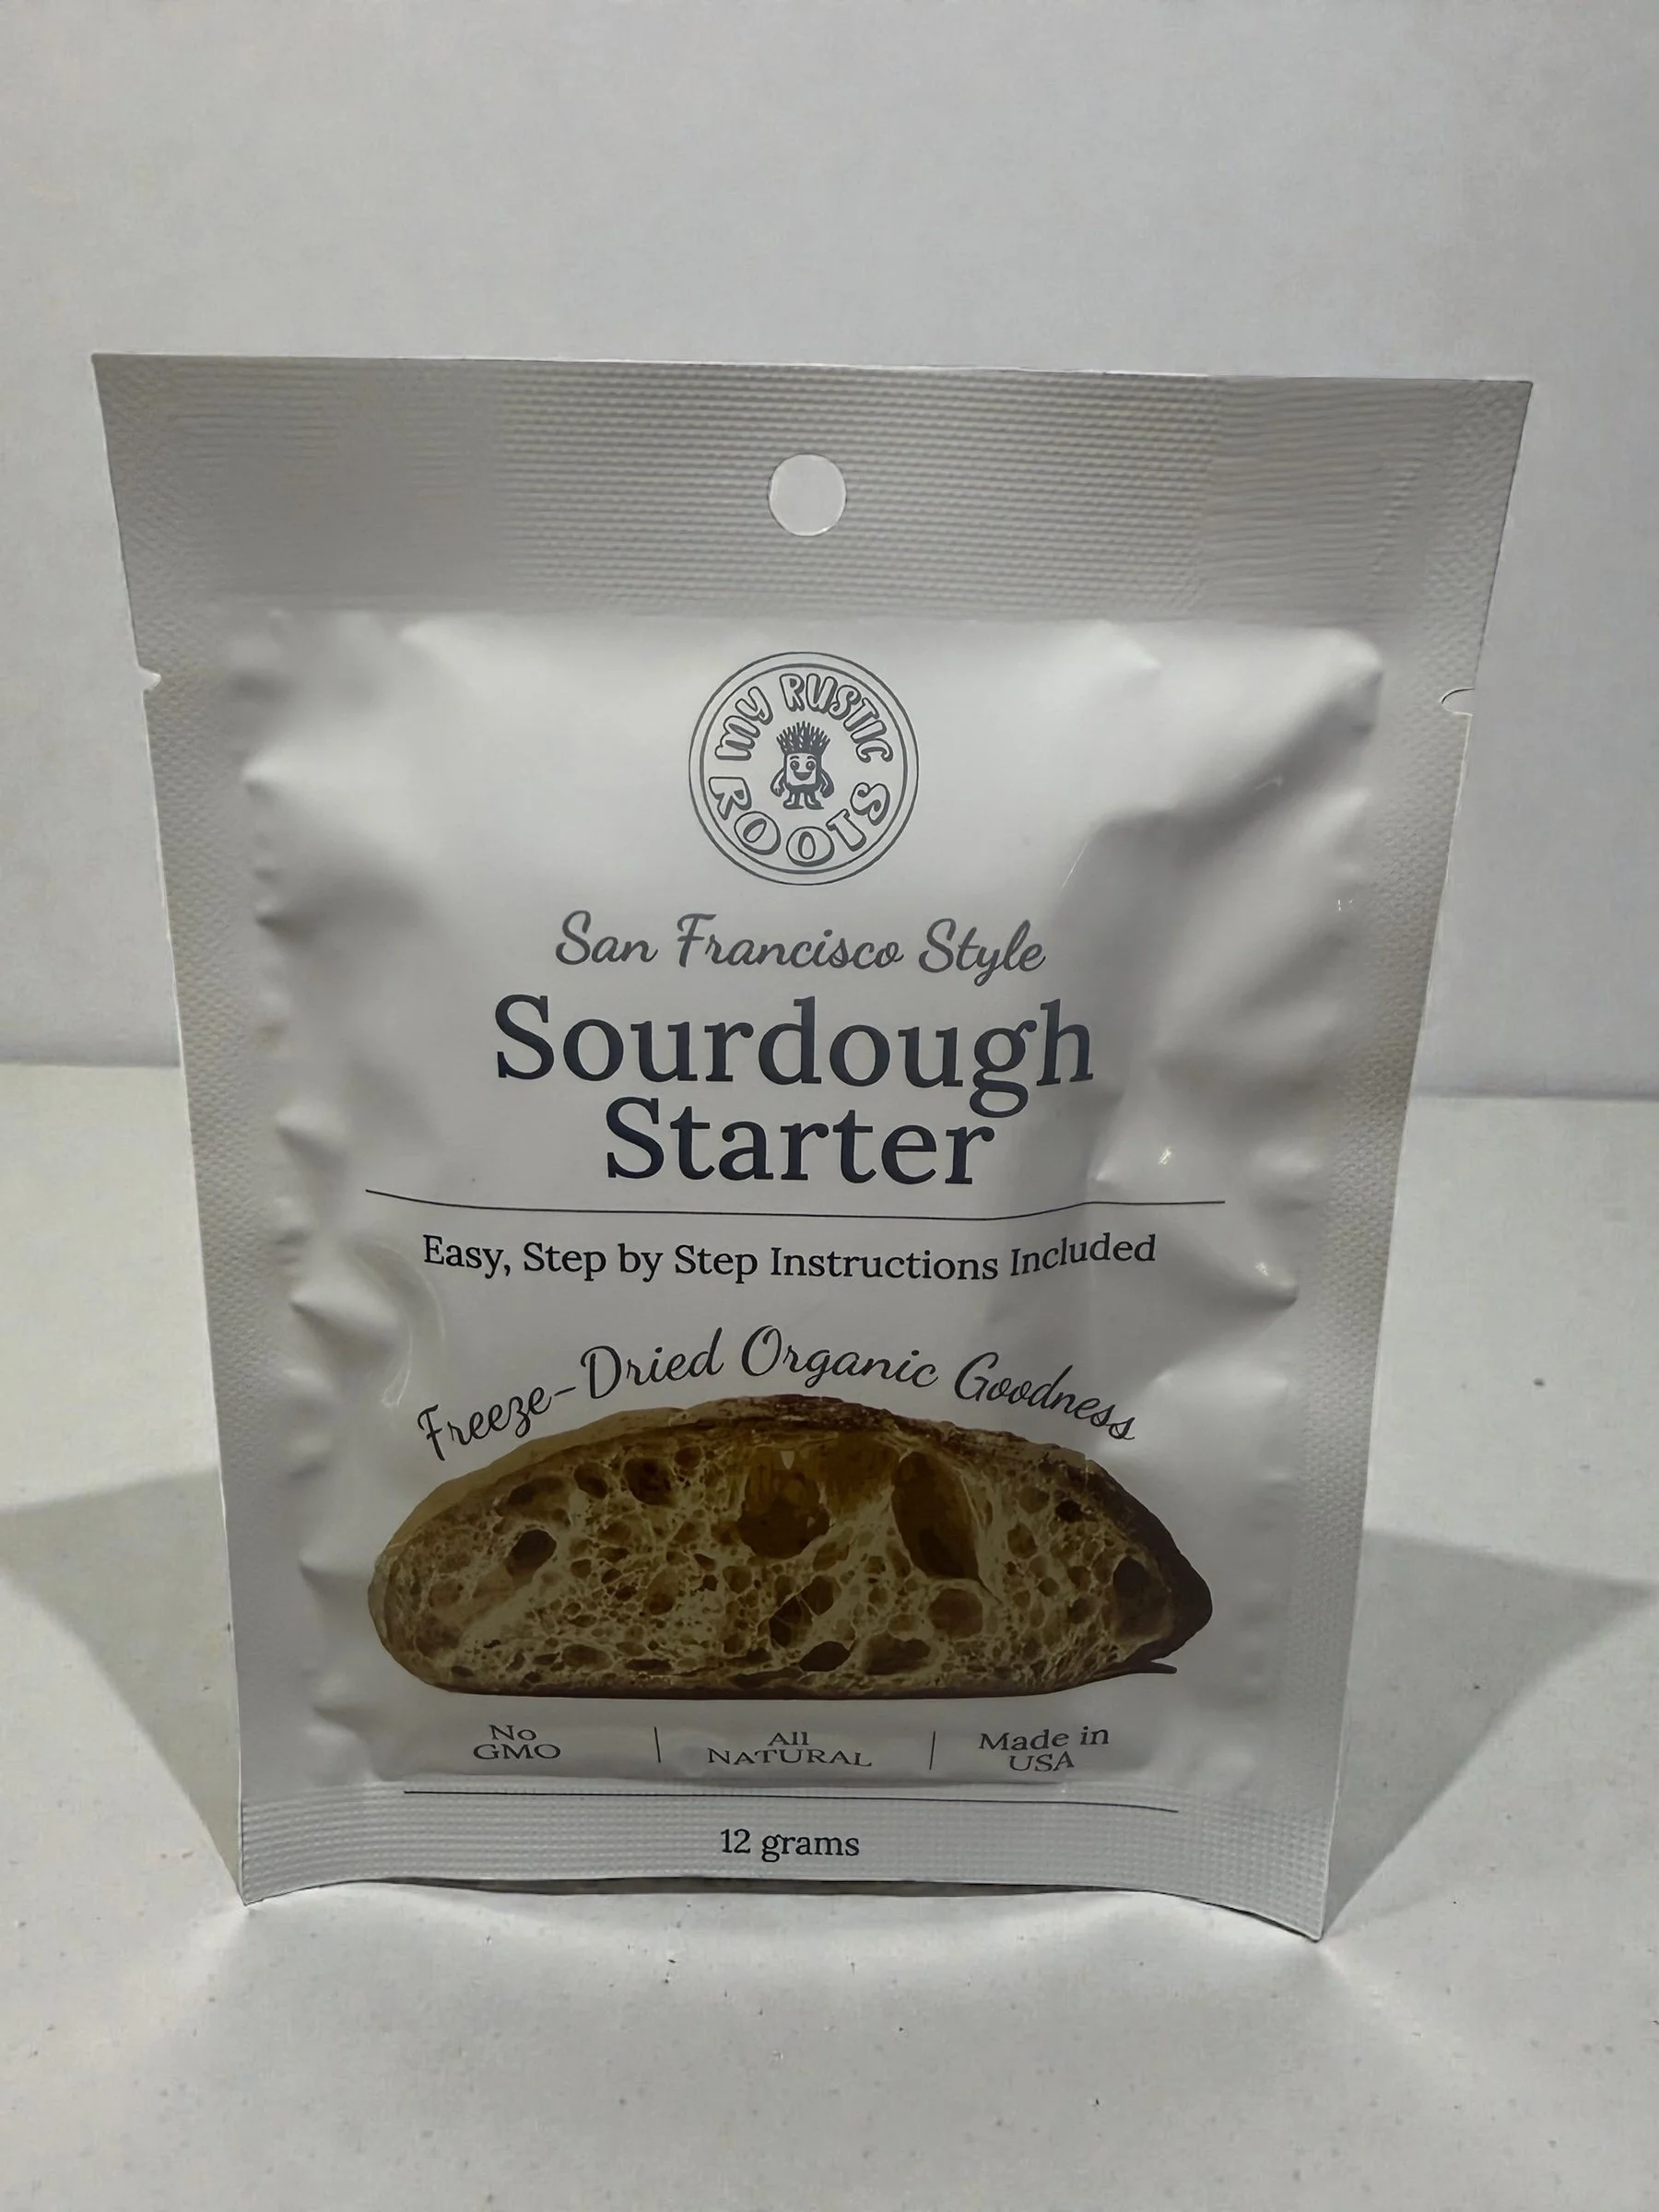 MY RUSTIC
ROOTS
San Francisco Style
Sourdough
Starter
Easy, Step by Step Instructions Included
Freeze-Dried Organic Goodness
No
GMO
All
NATURAL
Made in
USA
12 grams